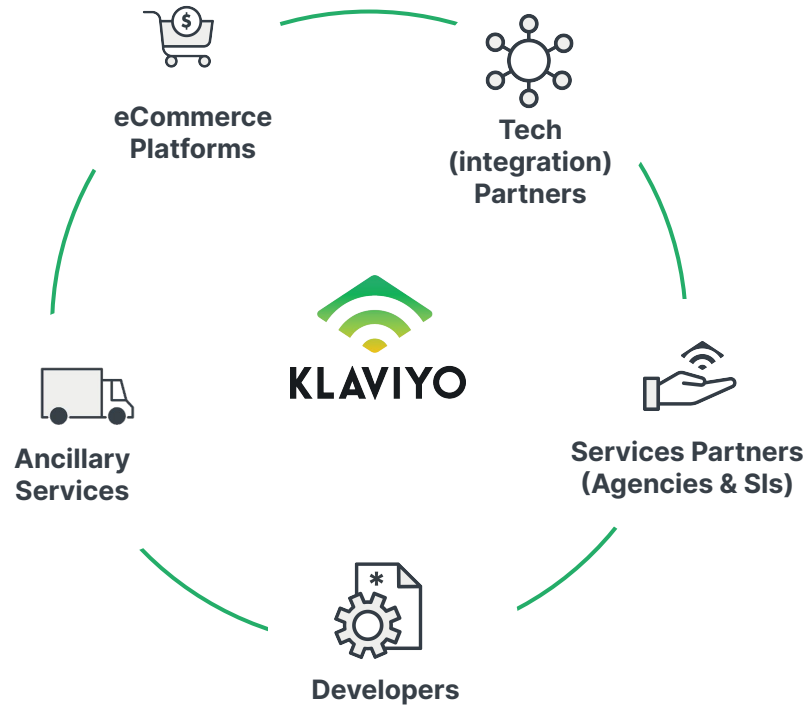 $
eCommerce
Platforms
Tech
(integration)
Partners
KLAVIYO
Ancillary
Services
Services Partners
(Agencies & SIs)
*
Developers